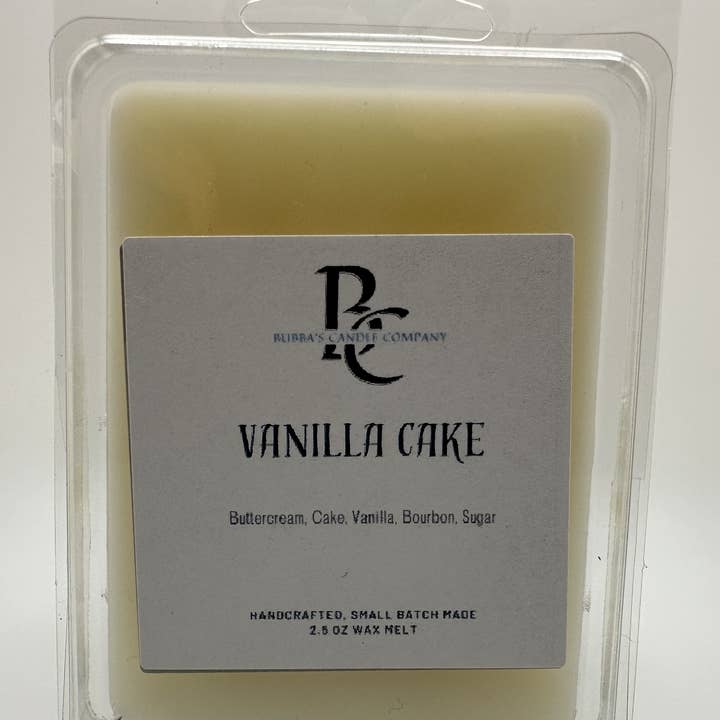 BC
BUBBA'S CANDLE COMPANY
VANILLA CAKE
Buttercream, Cake, Vanilla, Bourbon, Sugar
HANDCRAFTED, SMALL BATCH MADE
2.5 OZ WAX MELT